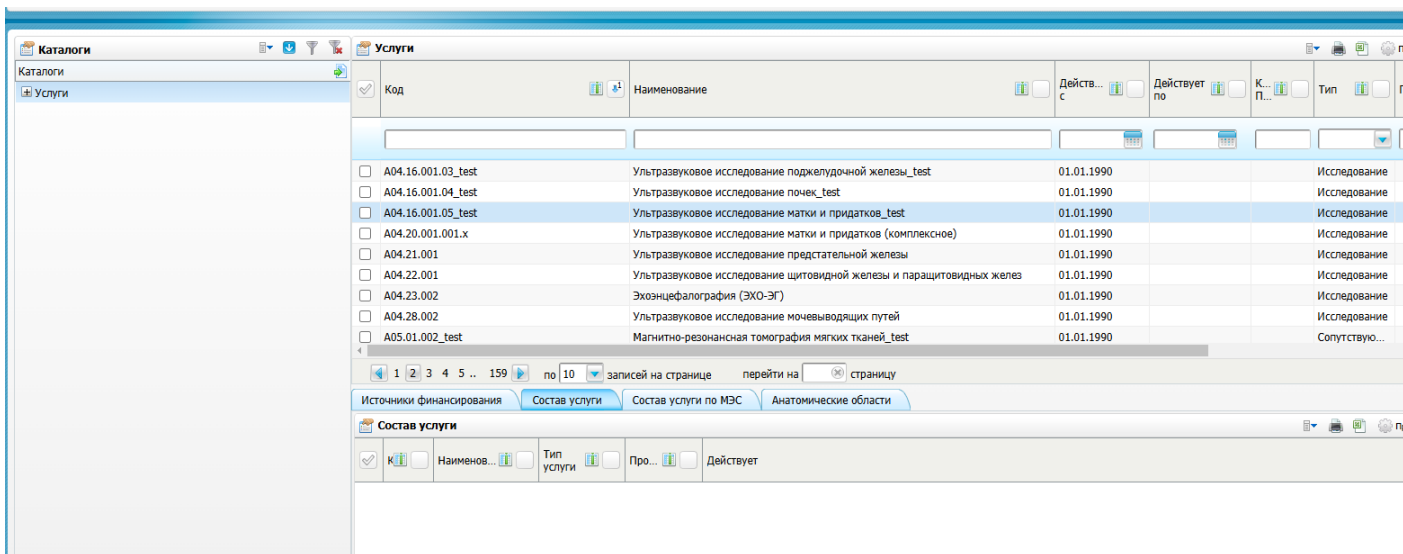 Каталоги
Каталоги
Услуги
Услуги
Код 1 Наименование Действ... с Действует по К... П... Тип
A04.16.001.03_test Ультразвуковое исследование поджелудочной железы_test 01.01.1990 Исследование
A04.16.001.04_test Ультразвуковое исследование почек_test 01.01.1990 Исследование
A04.16.001.05_test Ультразвуковое исследование матки и придатков_test 01.01.1990 Исследование
A04.20.001.001.x Ультразвуковое исследование матки и придатков (комплексное) 01.01.1990 Исследование
A04.21.001 Ультразвуковое исследование предстательной железы 01.01.1990 Исследование
A04.22.001 Ультразвуковое исследование щитовидной железы и паращитовидных желез 01.01.1990 Исследование
A04.23.002 Эхоэнцефалография (ЭХО-ЭГ) 01.01.1990 Исследование
A04.28.002 Ультразвуковое исследование мочевыводящих путей 01.01.1990 Исследование
A05.01.002_test Магнитно-резонансная томография мягких тканей_test 01.01.1990 Сопутствую...
1 2 3 4 5 .. 159 по 10 записей на странице перейти на страницу
Источники финансирования Состав услуги Состав услуги по МЭС Анатомические области
Состав услуги
К Наименов... Тип услуги Про... Действует